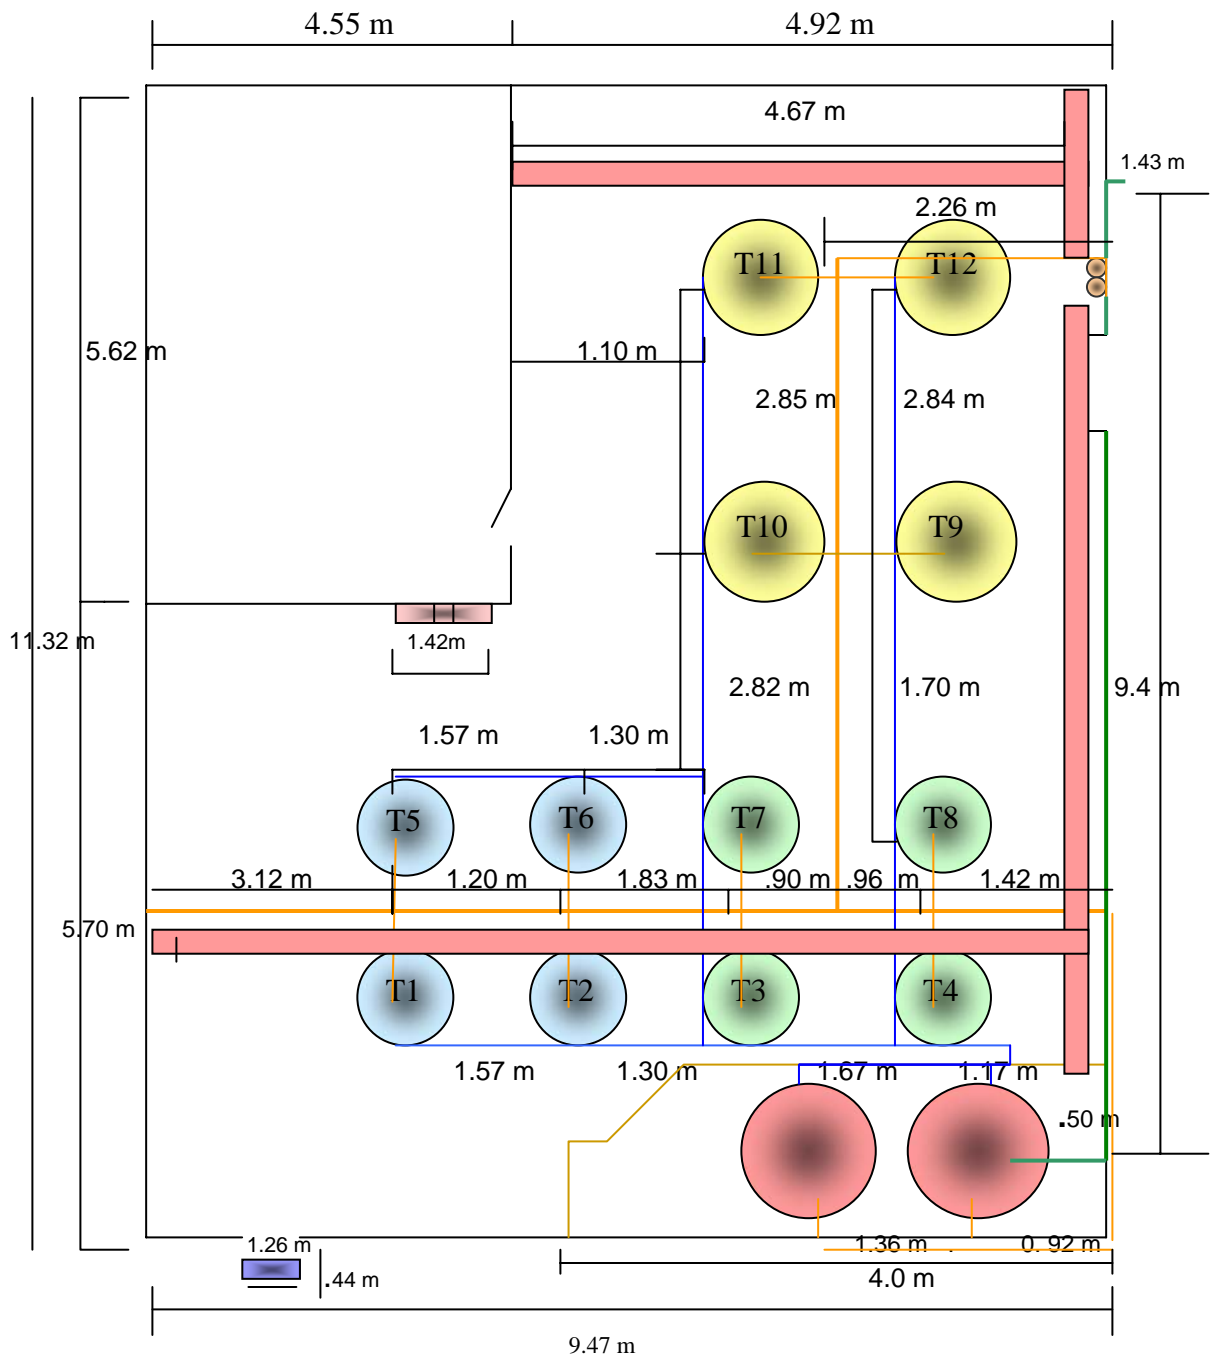 4.55 m 4.92 m
4.67 m
1.43 m
2.26 m
T11 T12
5.62 m 1.10 m
2.85 m 2.84 m
T10 T9
11.32 m 1.42m
2.82 m 1.70 m 9.4 m
1.57 m 1.30 m
T5 T6 T7 T8
3.12 m 1.20 m 1.83 m .90 m .96 m 1.42 m
5.70 m
T1 T2 T3 T4
1.57 m 1.30 m 1.67 m 1.17 m
.50 m
1.26 m 1.36 m . 0. 92 m
.44 m 4.0 m
9.47 m